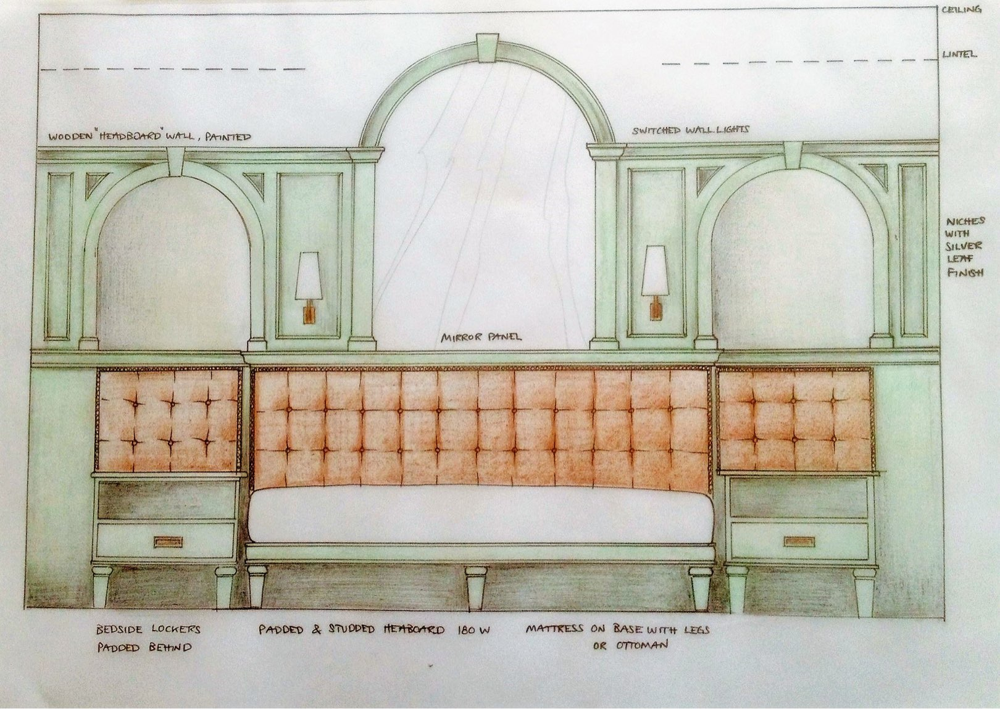 CEILING
LINTEL
WOODEN "HEADBOARD" WALL, PAINTED
SWITCHED WALL LIGHTS
NICHES
WITH
SILVER
LEAF
FINISH
MIRROR PANEL
BEDSIDE LOCKERS
PADDED BEHIND
PADDED & STUDDED HEABOARD 180 W
MATTRESS ON BASE WITH LEGS
OR OTTOMAN